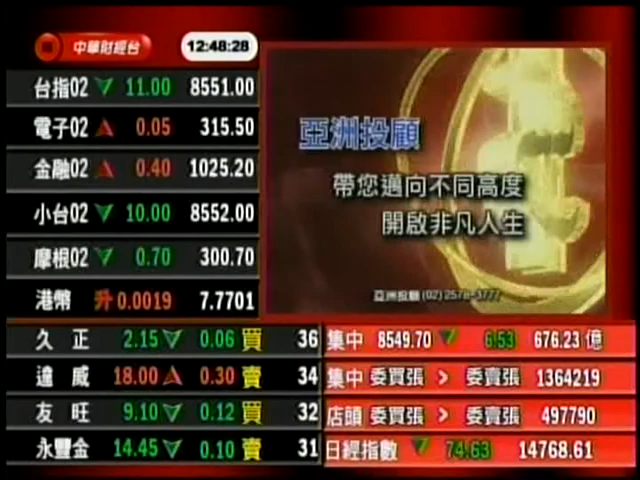 中華財經台 12:48:28
台指02 11.00 8551.00
電子02 0.05 315.50
金融02 0.40 1025.20
小台02 10.00 8552.00
摩根02 0.70 300.70
港幣 升0.0019 7.7701
亞洲投顧
帶您邁向不同高度
開啟非凡人生
亞洲投顧 (02) 2578-3777
久正 2.15 0.06 買 36
達威 18.00 0.30 賣 34
友旺 9.10 0.12 買 32
永豐金 14.45 0.10 賣 31
集中 8549.70 6.53 676.23 億
集中 委買張 > 委賣張 1364219
店頭 委買張 > 委賣張 497790
日經指數 74.63 14768.61